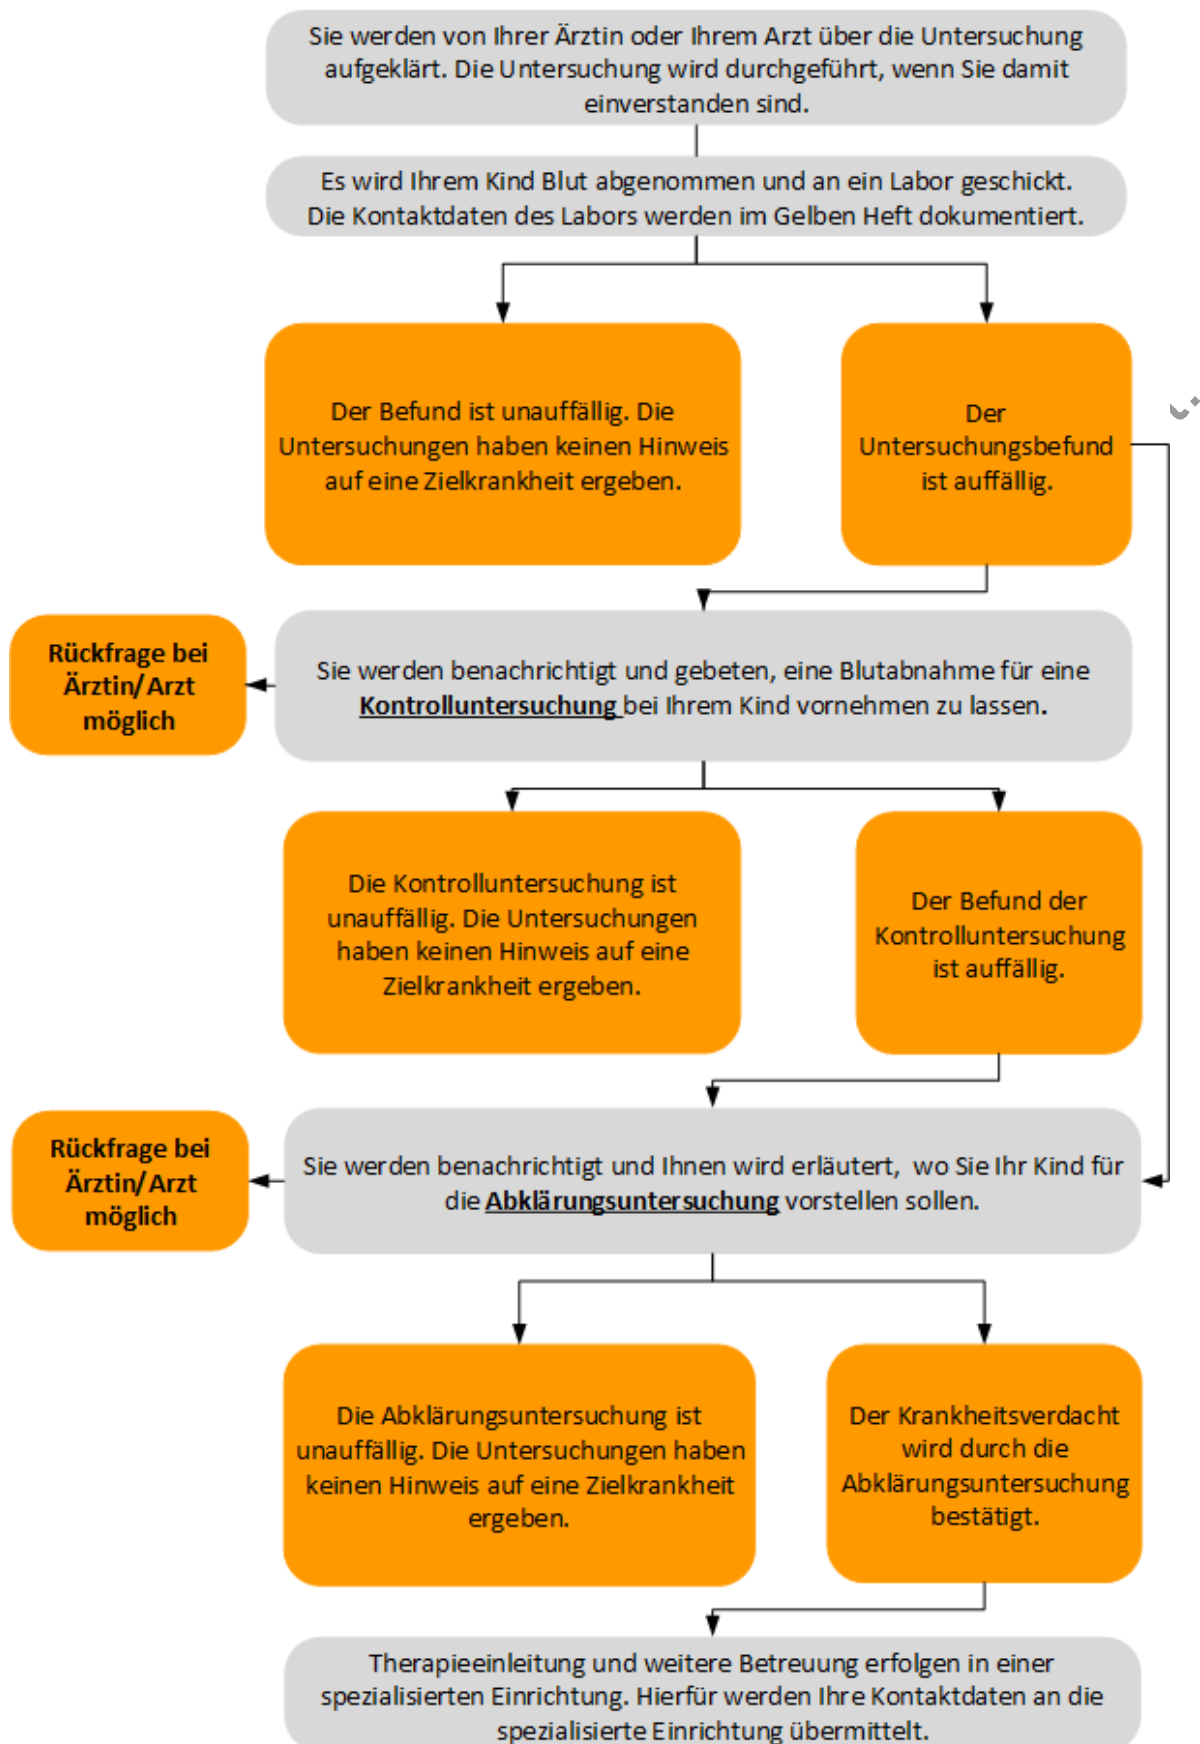 Sie werden von Ihrer Ärztin oder Ihrem Arzt über die Untersuchung
aufgeklärt. Die Untersuchung wird durchgeführt, wenn Sie damit
einverstanden sind.
Es wird Ihrem Kind Blut abgenommen und an ein Labor geschickt.
Die Kontaktdaten des Labors werden im Gelben Heft dokumentiert.
Der Befund ist unauffällig. Die
Untersuchungen haben keinen Hinweis
auf eine Zielkrankheit ergeben.
Der
Untersuchungsbefund
ist auffällig.
Rückfrage bei
Ärztin/Arzt
möglich
Sie werden benachrichtigt und gebeten, eine Blutabnahme für eine
Kontrolluntersuchung bei Ihrem Kind vornehmen zu lassen.
Die Kontrolluntersuchung ist
unauffällig. Die Untersuchungen
haben keinen Hinweis auf eine
Zielkrankheit ergeben.
Der Befund der
Kontrolluntersuchung
ist auffällig.
Rückfrage bei
Ärztin/Arzt
möglich
Sie werden benachrichtigt und Ihnen wird erläutert, wo Sie Ihr Kind für
die Abklärungsuntersuchung vorstellen sollen.
Die Abklärungsuntersuchung ist
unauffällig. Die Untersuchungen haben
keinen Hinweis auf eine Zielkrankheit
ergeben.
Der Krankheitsverdacht
wird durch die
Abklärungsuntersuchung
bestätigt.
Therapieeinleitung und weitere Betreuung erfolgen in einer
spezialisierten Einrichtung. Hierfür werden Ihre Kontaktdaten an die
spezialisierte Einrichtung übermittelt.